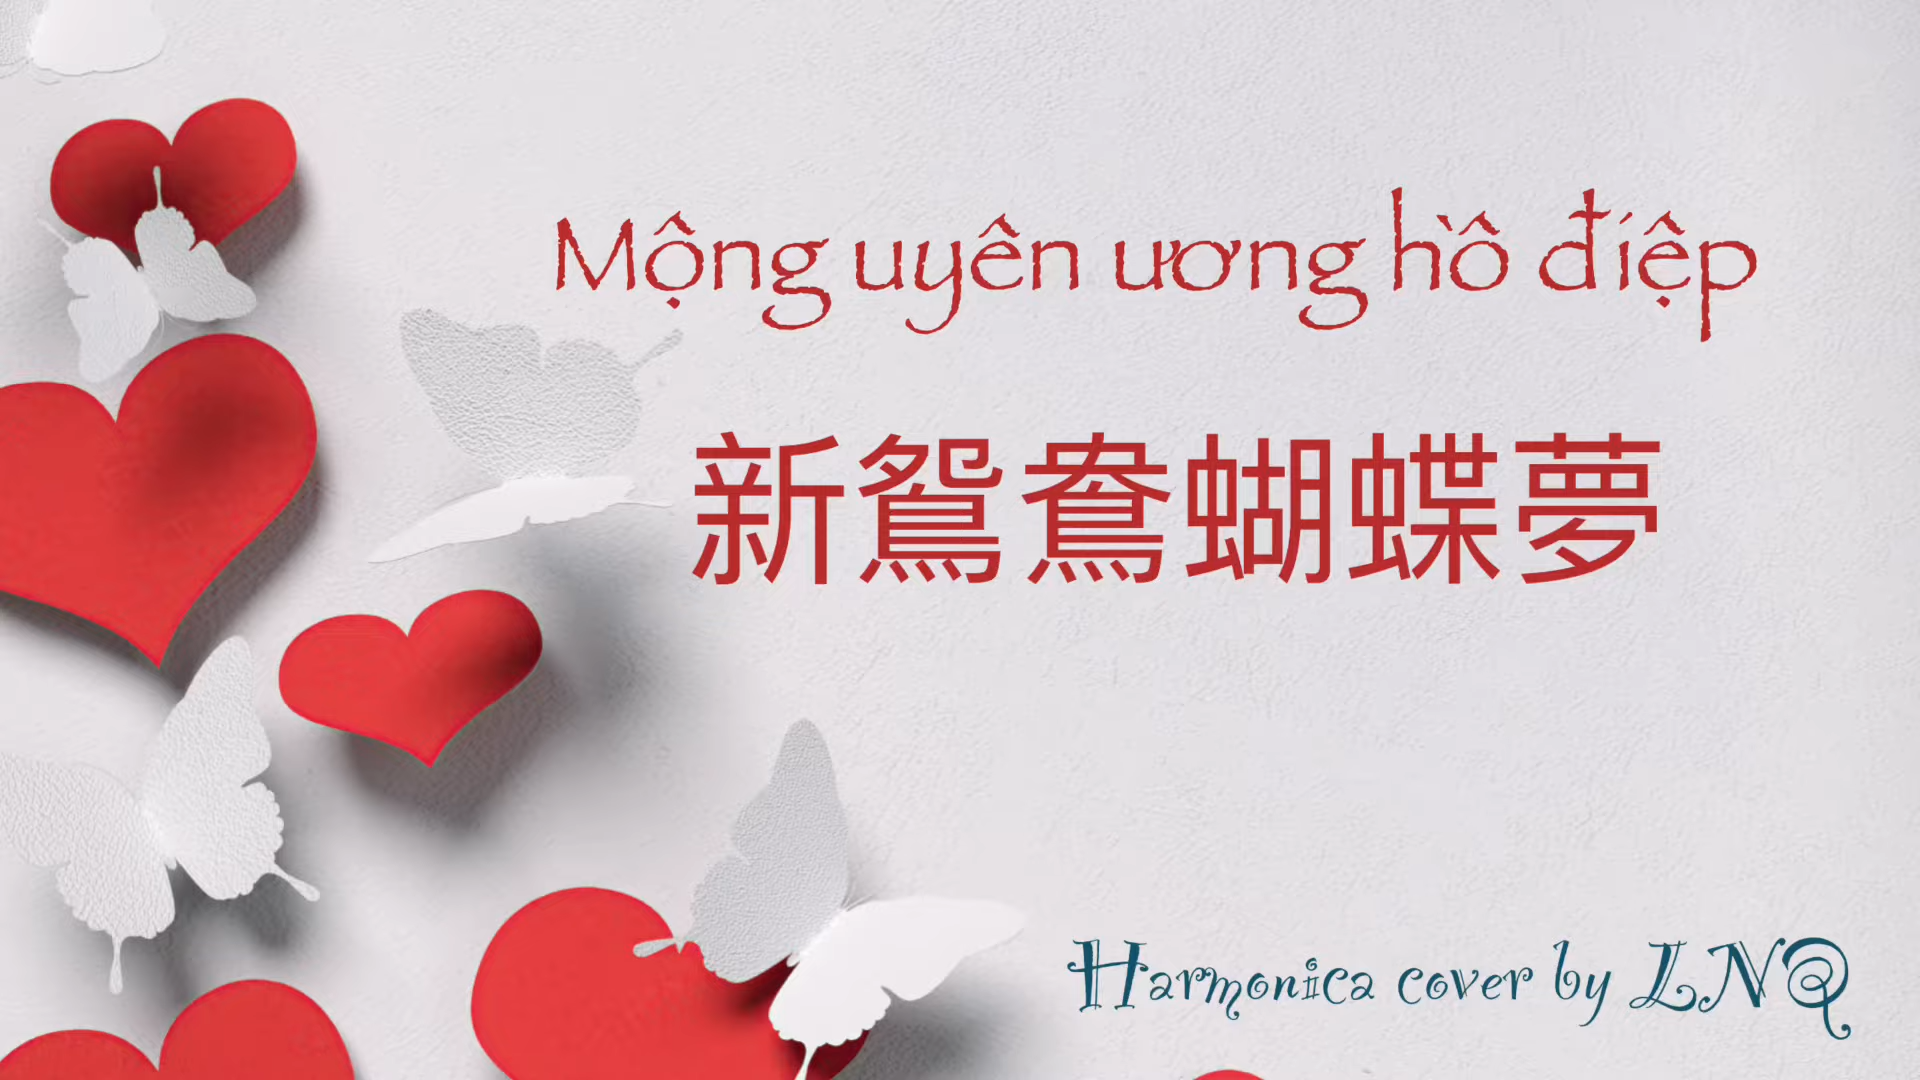 Mộng uyên ương hồ điệp
新鴛鴦蝴蝶夢
Harmonica cover by LNQ